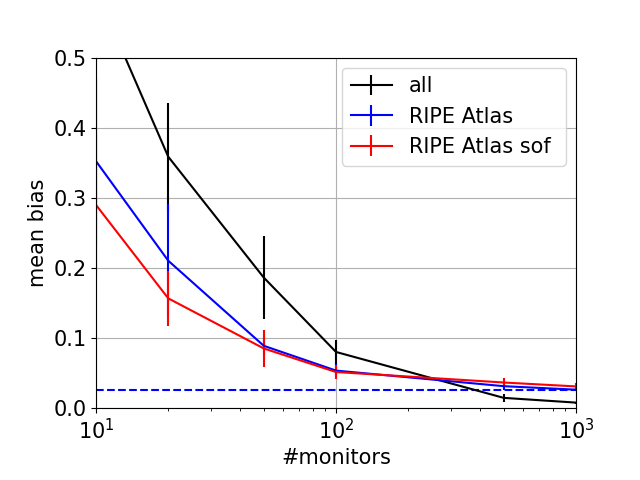 0.5
0.4
0.3
0.2
0.1
0.0
mean bias
10¹
10²
10³
#monitors
all
RIPE Atlas
RIPE Atlas sof